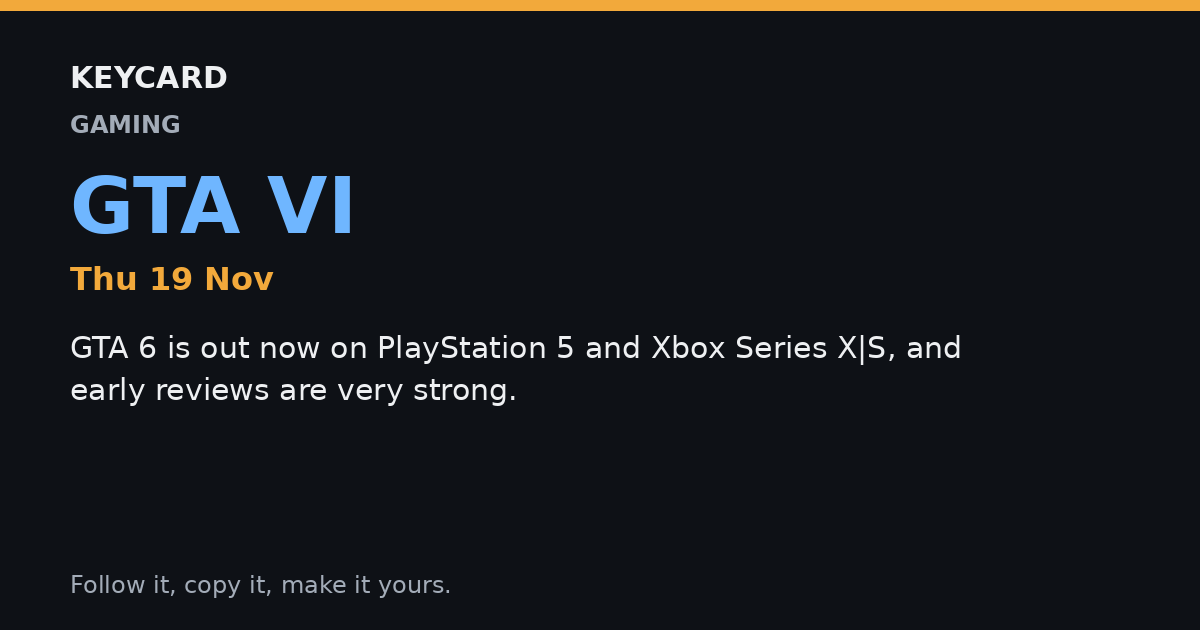 KEYCARD
GAMING
GTA VI
Thu 19 Nov
GTA 6 is out now on PlayStation 5 and Xbox Series X|S, and
early reviews are very strong.
Follow it, copy it, make it yours.